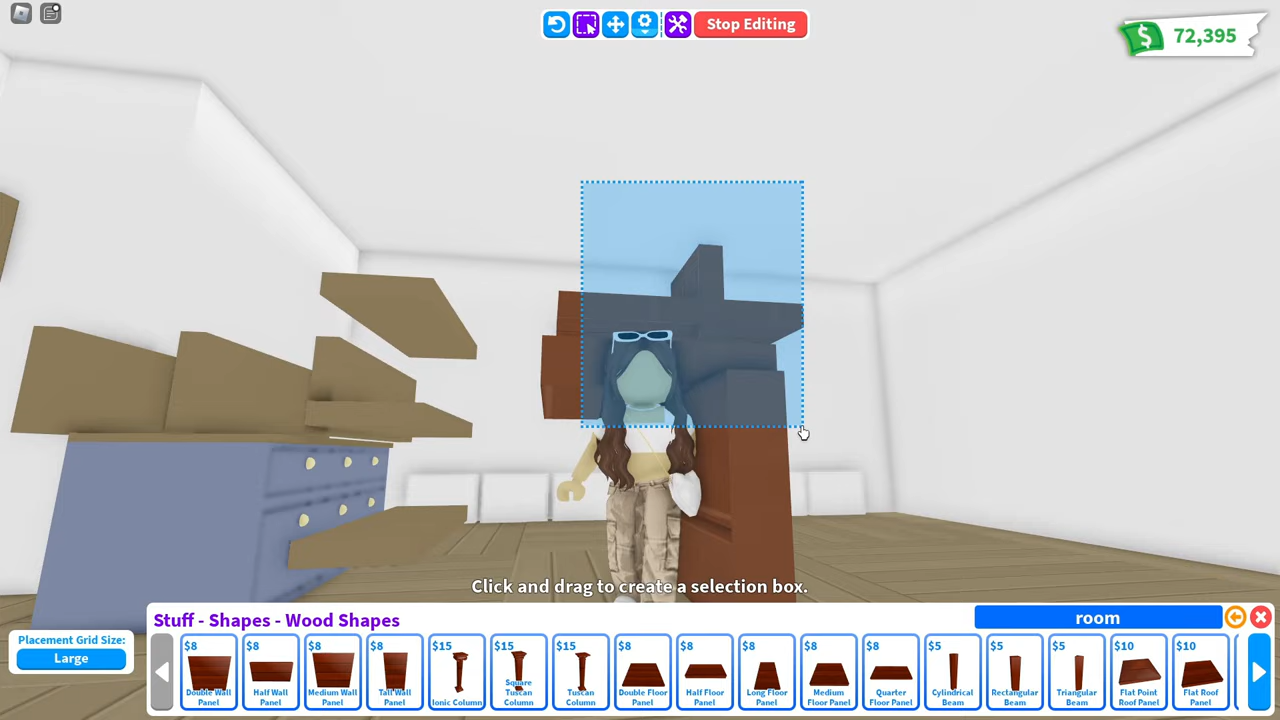 Stop Editing
$ 72,395
Click and drag to create a selection box.
Stuff - Shapes - Wood Shapes
room
Placement Grid Size:
Large
$8
Double Wall
Panel
$8
Half Wall
Panel
$8
Medium Wall
Panel
$8
Tall Wall
Panel
$15
Ionic Column
$15
Square
Tuscan
Column
$15
Tuscan
Column
$8
Double Floor
Panel
$8
Half Floor
Panel
$8
Long Floor
Panel
$8
Medium
Floor Panel
$8
Quarter
Floor Panel
$5
Cylindrical
Beam
$5
Rectangular
Beam
$5
Triangular
Beam
$10
Flat Point
Roof Panel
$10
Flat Roof
Panel